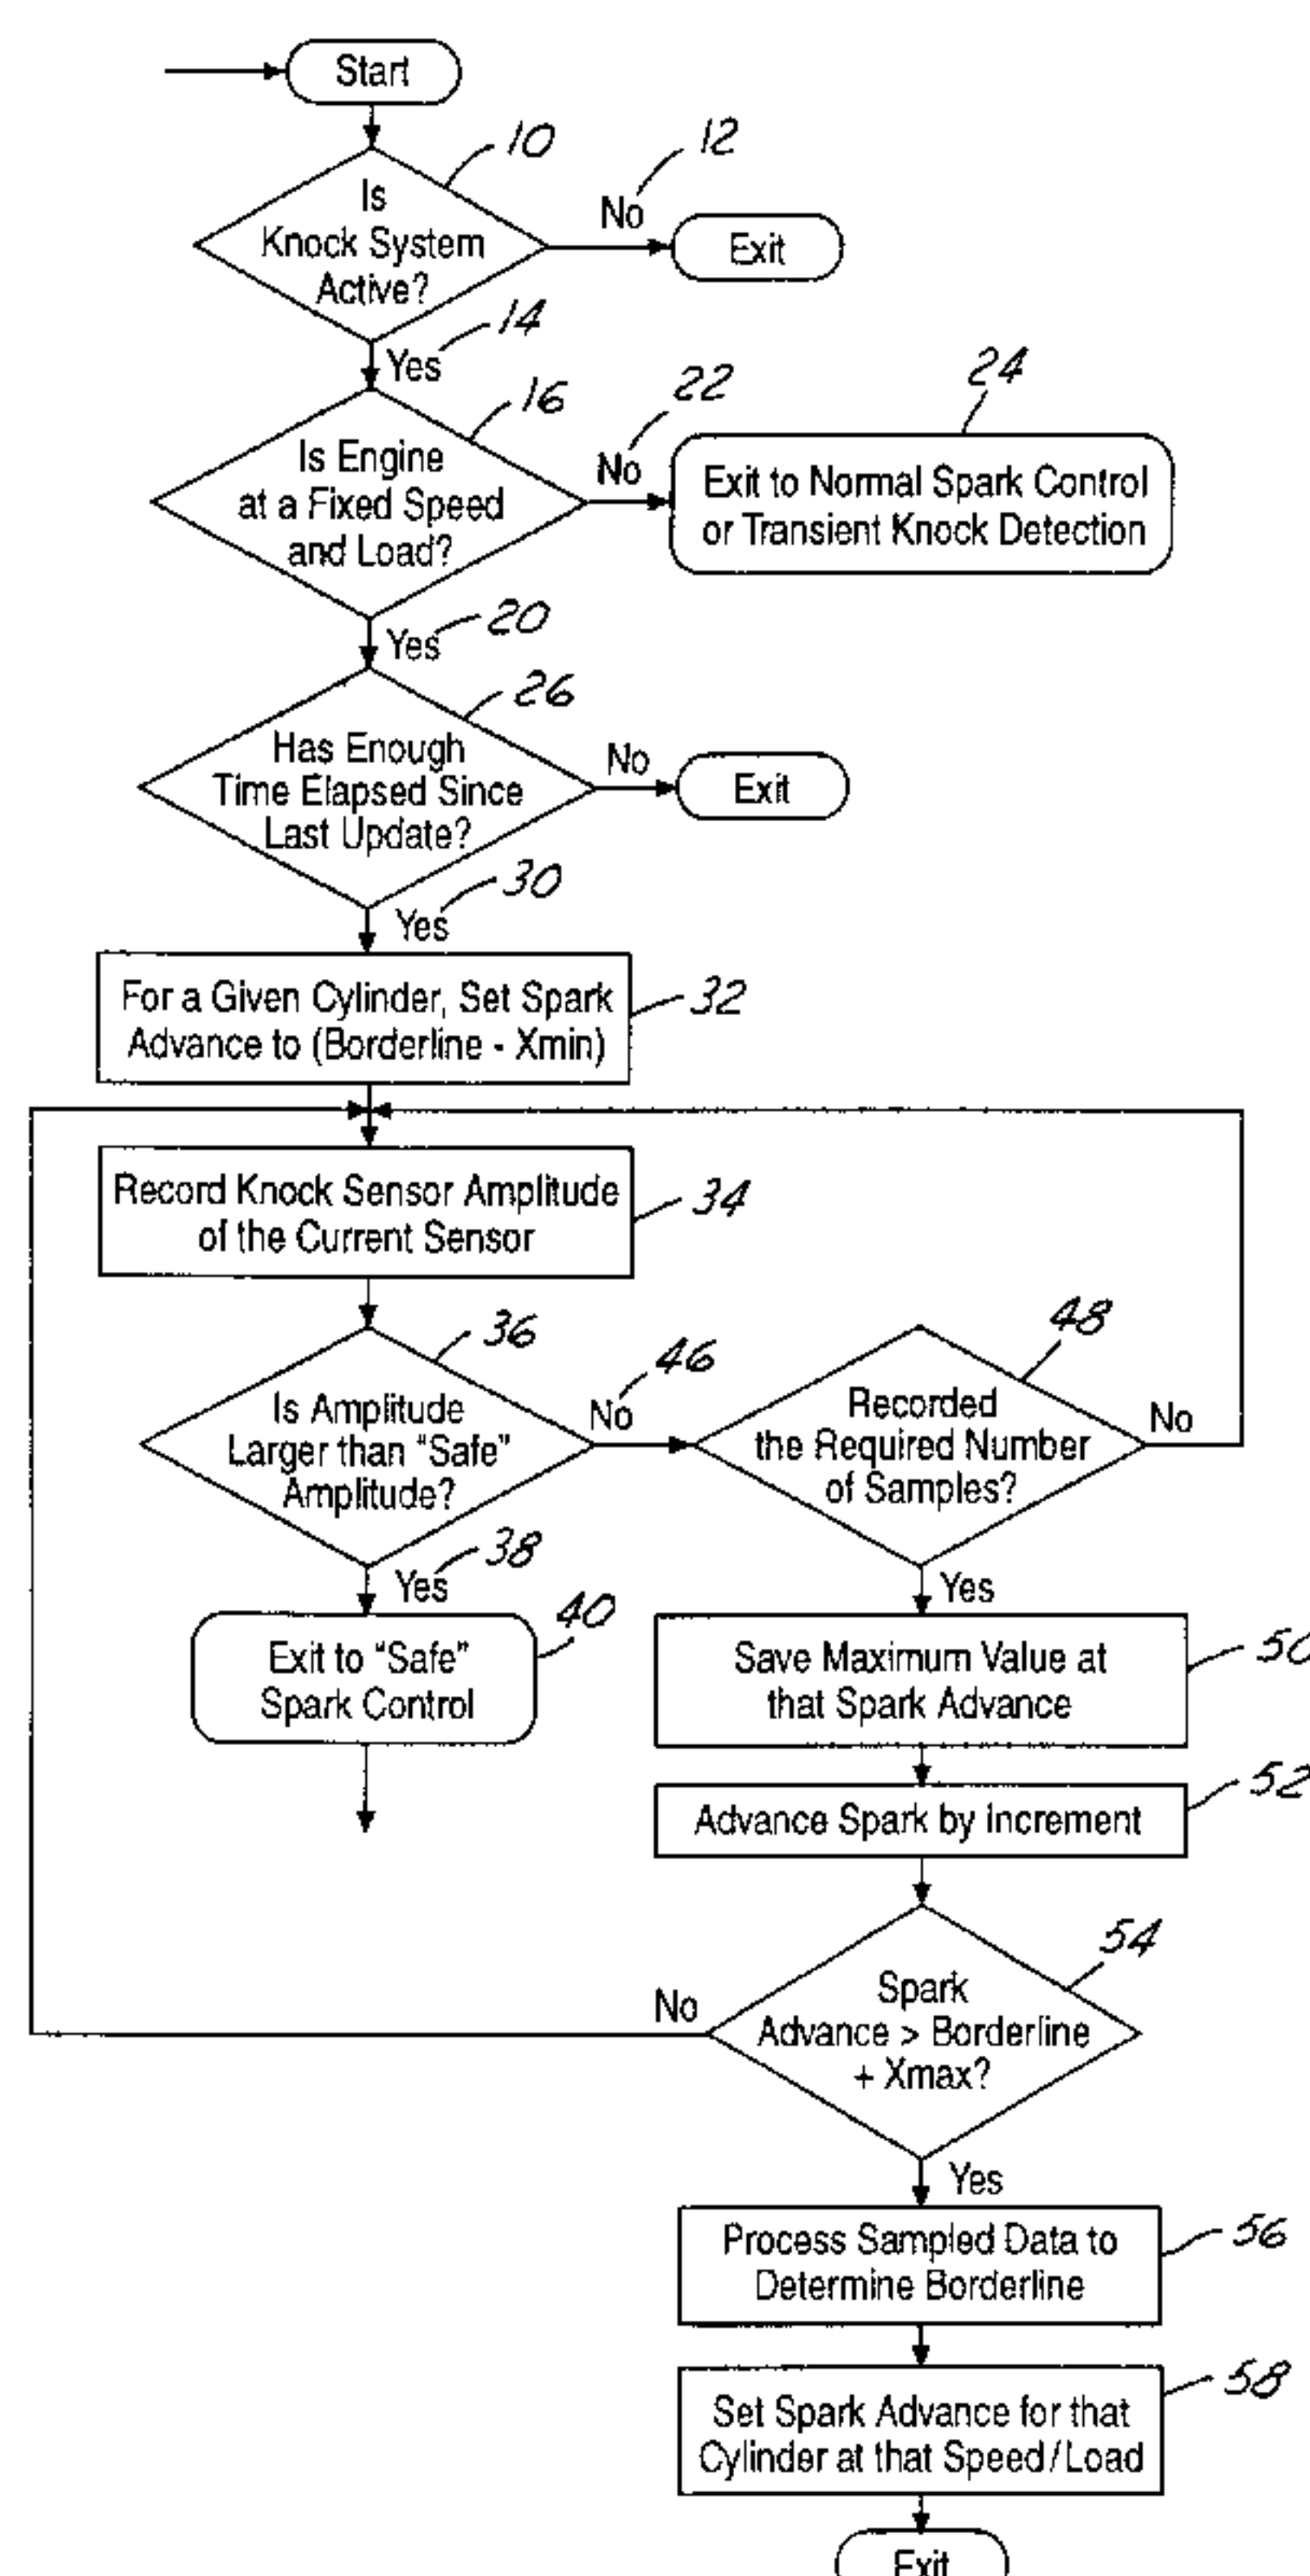 Start
10
12
Is
Knock System
Active?
No
Exit
14
Yes
16
22
24
Is Engine
at a Fixed Speed
and Load?
No
Exit to Normal Spark Control
or Transient Knock Detection
20
Yes
26
Has Enough
Time Elapsed Since
Last Update?
No
Exit
30
Yes
For a Given Cylinder, Set Spark
Advance to (Borderline - Xmin)
32
Record Knock Sensor Amplitude
of the Current Sensor
34
36
46
48
Is Amplitude
Larger than "Safe"
Amplitude?
No
Recorded
the Required Number
of Samples?
No
38
Yes
40
Yes
Exit to "Safe"
Spark Control
Save Maximum Value at
that Spark Advance
50
Advance Spark by Increment
52
54
No
Spark
Advance > Borderline
+ Xmax?
Yes
Process Sampled Data to
Determine Borderline
56
Set Spark Advance for that
Cylinder at that Speed/Load
58
Exit